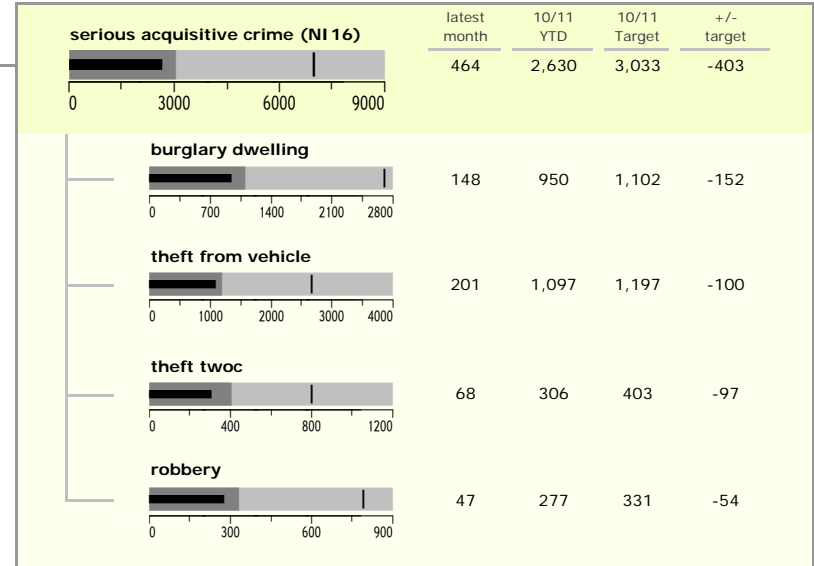 latest 10/11 10/11 +/-
serious acquisitive crime (NI16) month YTD Target target
464 2,630 3,033 -403
0 3000 6000 9000
burglary dwelling
148 950 1,102 -152
0 700 1400 2100 2800
theft from vehicle
201 1,097 1,197 -100
0 1000 2000 3000 4000
theft twoc
68 306 403 -97
0 400 800 1200
robbery
47 277 331 -54
0 300 600 900